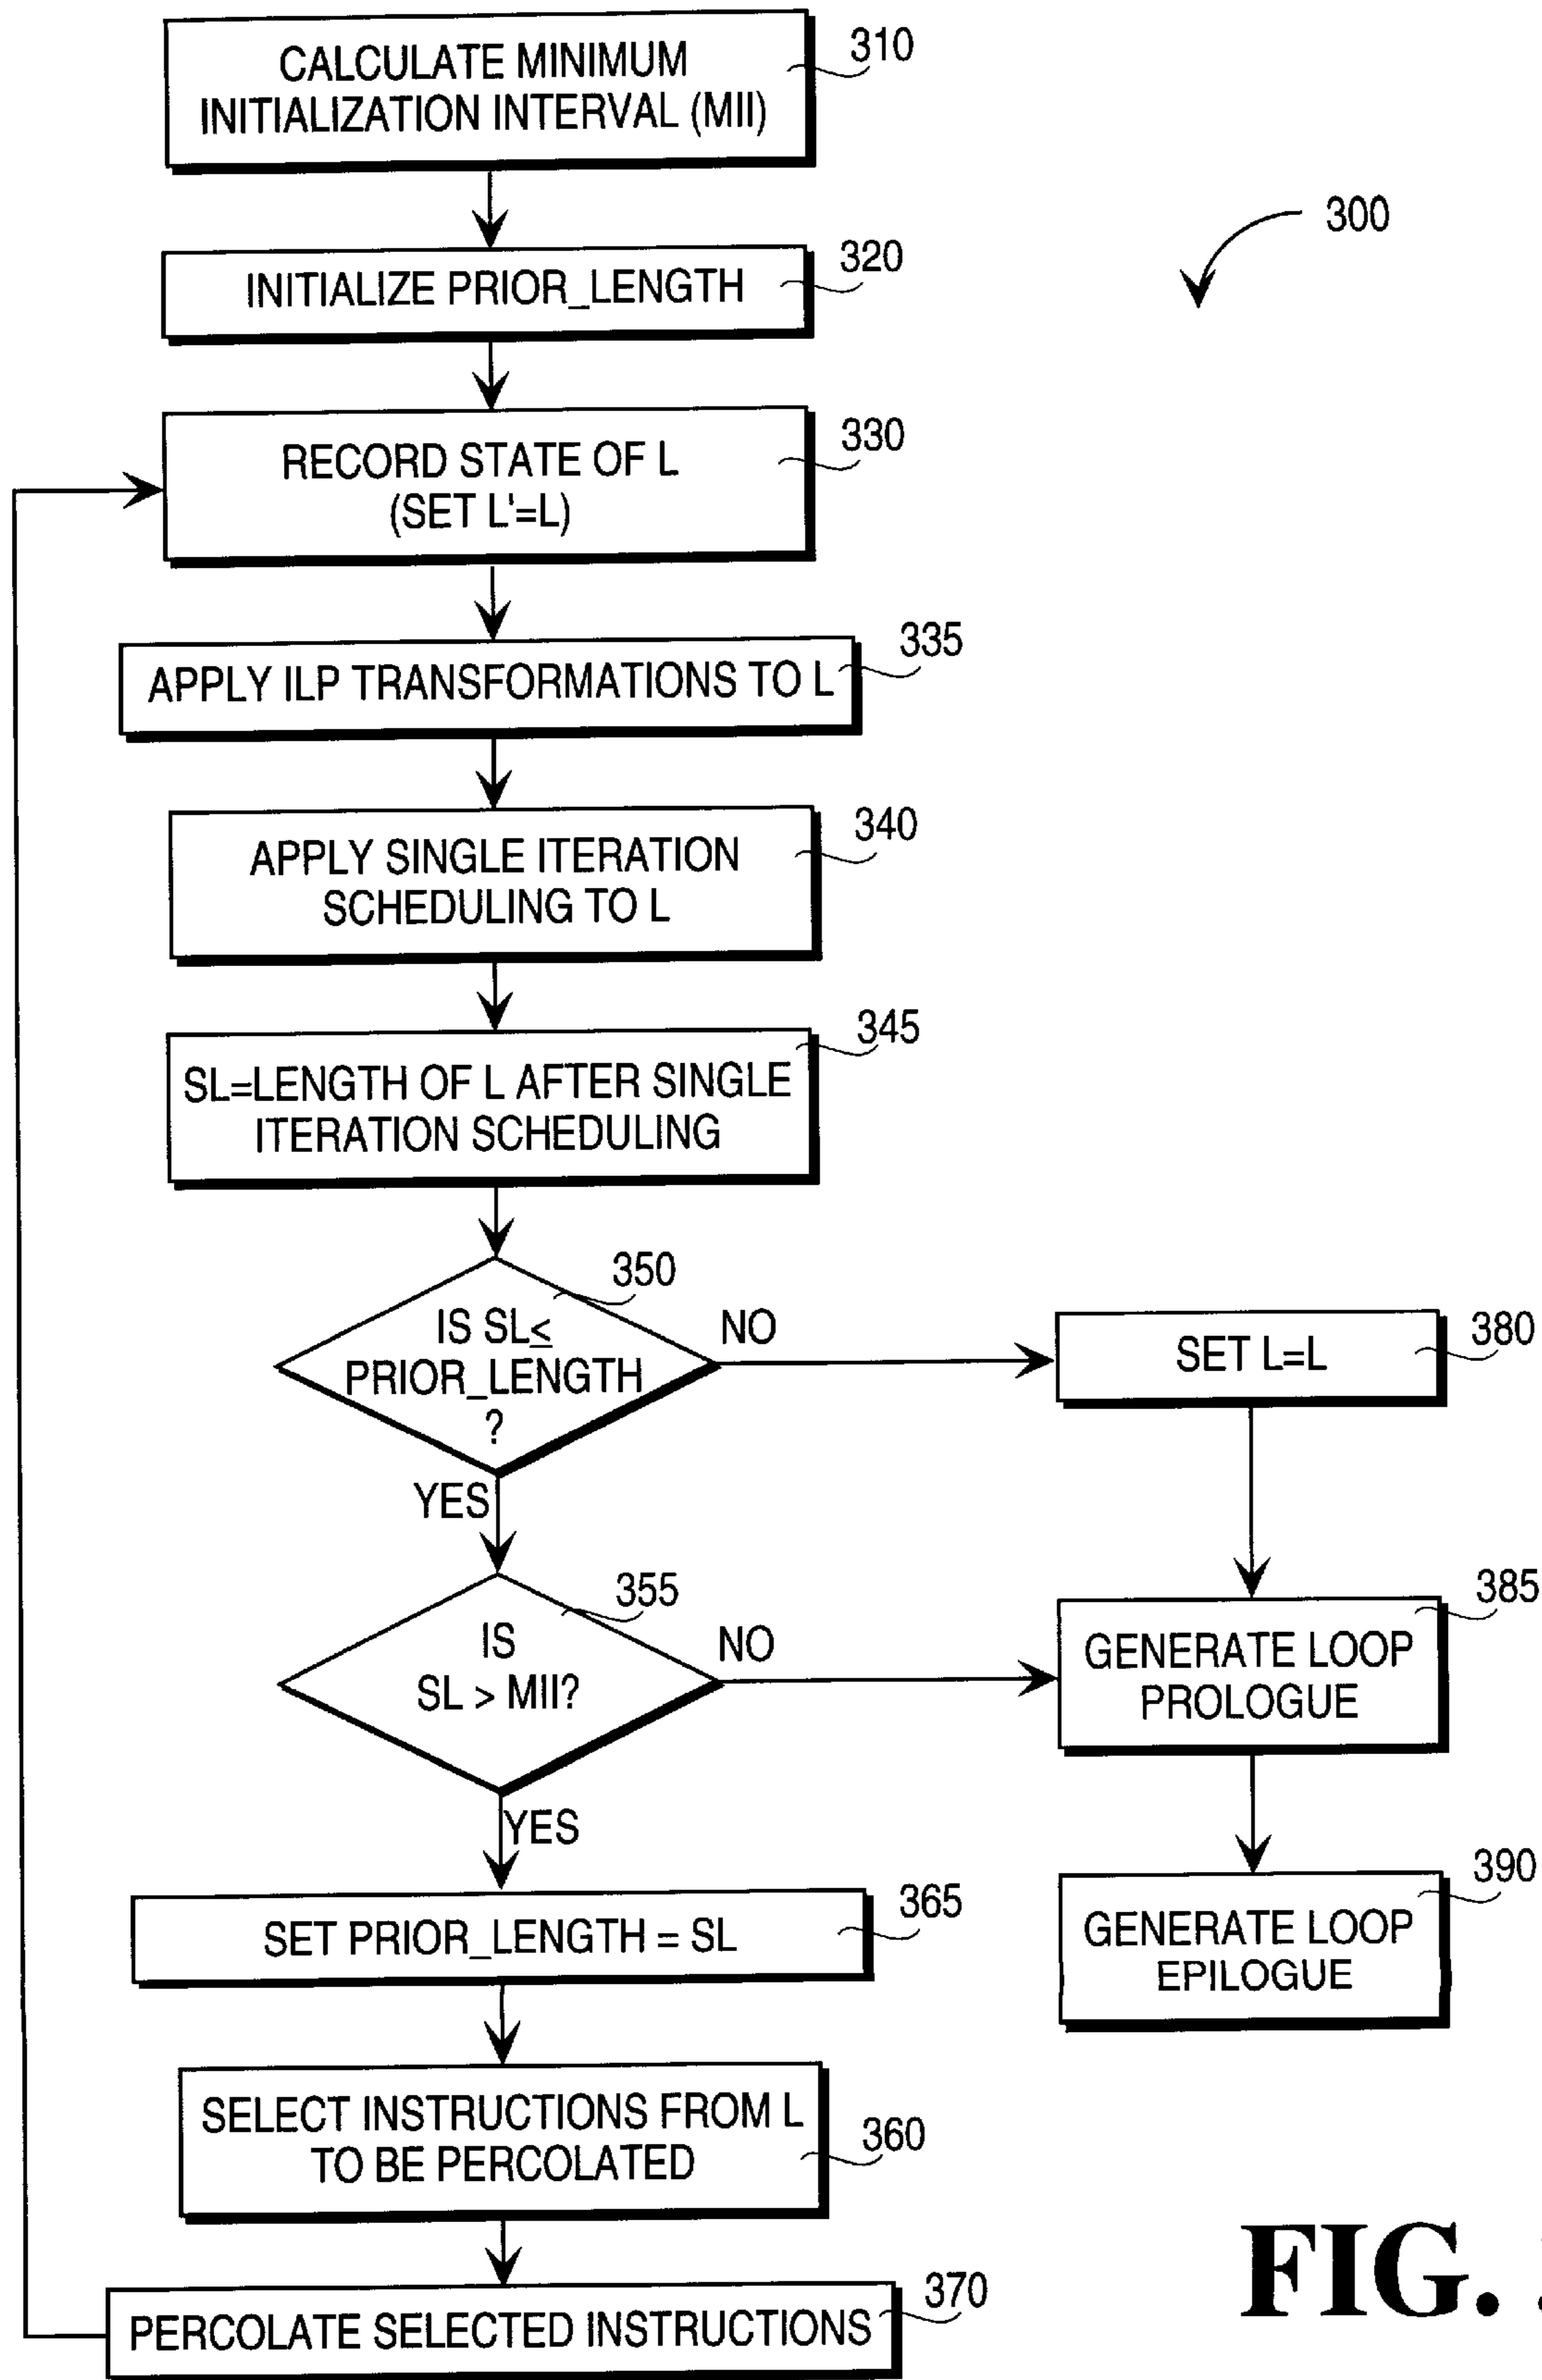 CALCULATE MINIMUM
INITIALIZATION INTERVAL (MII)
310
300
INITIALIZE PRIOR_LENGTH
320
RECORD STATE OF L
(SET L'=L)
330
APPLY ILP TRANSFORMATIONS TO L
335
APPLY SINGLE ITERATION
SCHEDULING TO L
340
SL=LENGTH OF L AFTER SINGLE
ITERATION SCHEDULING
345
IS SL≤
PRIOR_LENGTH
?
350
NO
YES
SET L=L
380
IS
SL > MII?
355
NO
YES
GENERATE LOOP
PROLOGUE
385
SET PRIOR_LENGTH = SL
365
GENERATE LOOP
EPILOGUE
390
SELECT INSTRUCTIONS FROM L
TO BE PERCOLATED
360
PERCOLATE SELECTED INSTRUCTIONS
370
FIG.